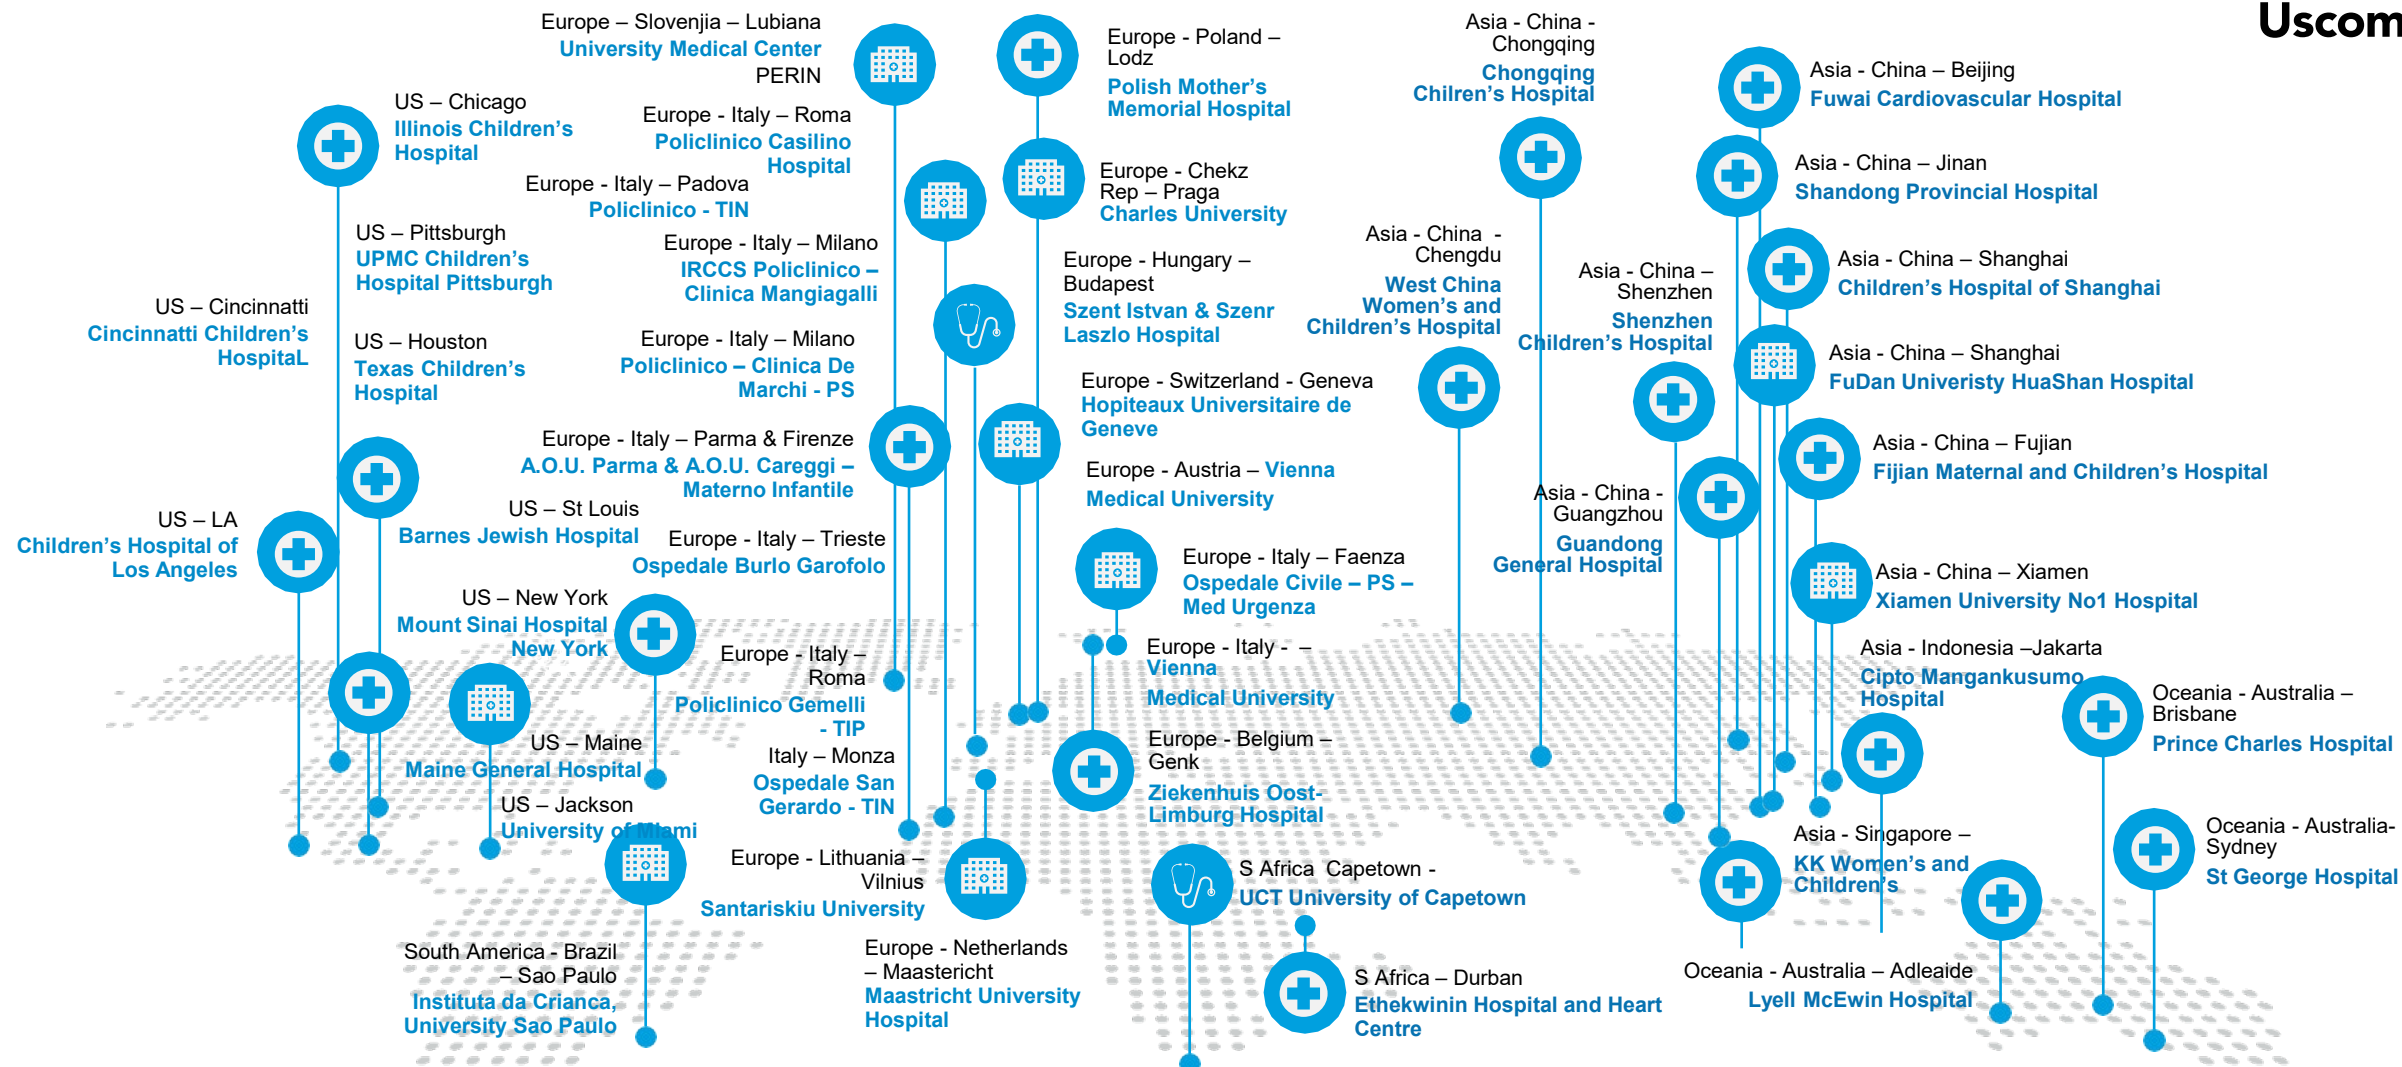 Uscom
Europe – Slovenjia – Lubiana
University Medical Center
PERIN
Europe - Poland –
Lodz
Polish Mother's
Memorial Hospital
Asia - China -
Chongqing
Chongqing
Chilren's Hospital
Asia - China – Beijing
Fuwai Cardiovascular Hospital
US – Chicago
Illinois Children's
Hospital
Europe - Italy – Roma
Policlinico Casilino
Hospital
Europe - Chekz
Rep – Praga
Charles University
Asia - China – Jinan
Shandong Provincial Hospital
Europe - Italy – Padova
Policlinico - TIN
US – Pittsburgh
UPMC Children's
Hospital Pittsburgh
Europe - Italy – Milano
IRCCS Policlinico –
Clinica Mangiagalli
Europe - Hungary –
Budapest
Szent Istvan & Szenr
Laszlo Hospital
Asia - China  -
Chengdu
West China
Women's and
Children's Hospital
Asia - China –
Shenzhen
Shenzhen
Children's Hospital
Asia - China – Shanghai
Children's Hospital of Shanghai
US – Cincinnatti
Cincinnatti Children's
HospitaL
US – Houston
Texas Children's
Hospital
Europe - Italy – Milano
Policlinico – Clinica De
Marchi - PS
Asia - China – Shanghai
FuDan Univeristy HuaShan Hospital
Europe - Switzerland - Geneva
Hopiteaux Universitaire de
Geneve
Europe - Italy – Parma & Firenze
A.O.U. Parma & A.O.U. Careggi –
Materno Infantile
Europe - Austria – Vienna
Medical University
Asia - China – Fujian
Fijian Maternal and Children's Hospital
Asia - China -
Guangzhou
Guandong
General Hospital
US – LA
Children's Hospital of
Los Angeles
US – St Louis
Barnes Jewish Hospital
Europe - Italy – Trieste
Ospedale Burlo Garofolo
Europe - Italy – Faenza
Ospedale Civile – PS –
Med Urgenza
Asia - China – Xiamen
Xiamen University No1 Hospital
US – New York
Mount Sinai Hospital
New York
Europe - Italy –
Roma
Policlinico Gemelli
- TIP
Europe - Italy -  –
Vienna
Medical University
Asia - Indonesia –Jakarta
Cipto Mangankusumo
Hospital
Oceania - Australia –
Brisbane
Prince Charles Hospital
US – Maine
Maine General Hospital
Italy – Monza
Ospedale San
Gerardo - TIN
Europe - Belgium –
Genk
Ziekenhuis Oost-
Limburg Hospital
US – Jackson
University of Miami
Asia - Singapore –
KK Women's and
Children's
Oceania - Australia-
Sydney
St George Hospital
Europe - Lithuania –
Vilnius
Santariskiu University
S Africa  Capetown -
UCT University of Capetown
South America - Brazil
– Sao Paulo
Instituta da Crianca,
University Sao Paulo
Europe - Netherlands
– Maastericht
Maastricht University
Hospital
S Africa – Durban
Ethekwinin Hospital and Heart
Centre
Oceania - Australia – Adleaide
Lyell McEwin Hospital